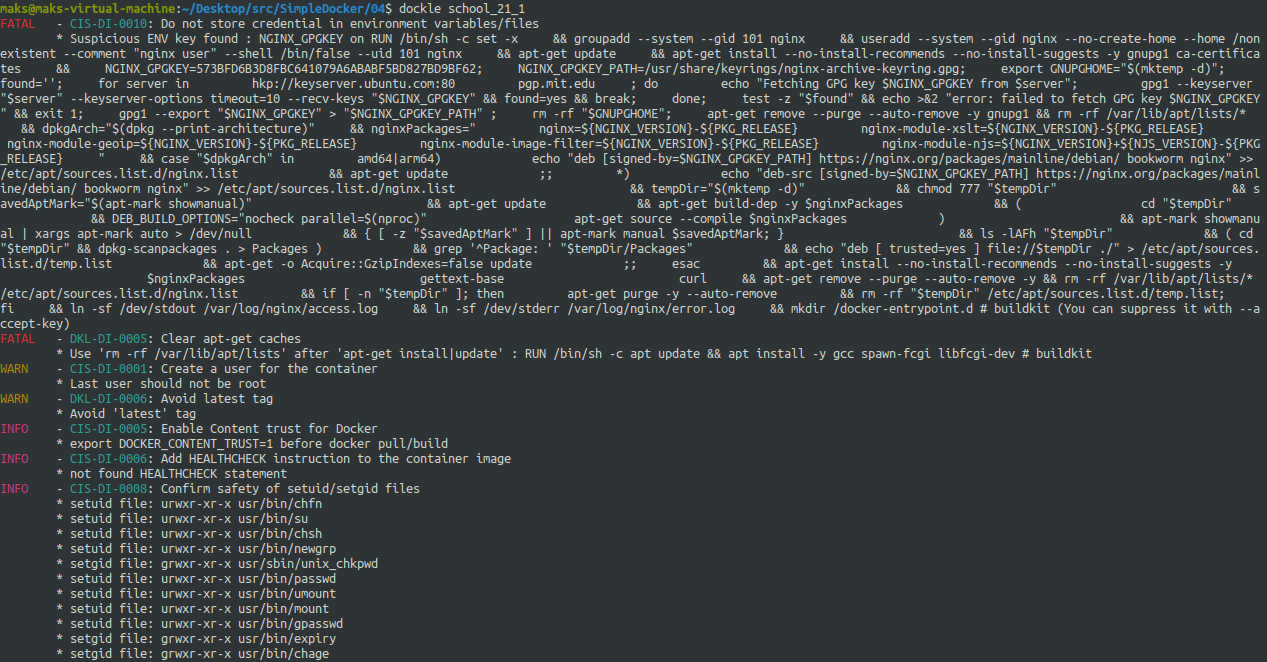 maks@maks-virtual-machine:~/Desktop/src/SimpleDocker/04$ dockle school_21_1
FATAL   - CIS-DI-0010: Do not store credential in environment variables/files
        * Suspicious ENV key found : NGINX_GPGKEY on RUN /bin/sh -c set -x     && groupadd --system --gid 101 nginx     && useradd --system --gid nginx --no-create-home --home /non
existent --comment "nginx user" --shell /bin/false --uid 101 nginx     && apt-get update     && apt-get install --no-install-recommends --no-install-suggests -y gnupg1 ca-certifica
tes     &&     NGINX_GPGKEY=573BFD6B3D8FBC641079A6ABABF5BD827BD9BF62;     NGINX_GPGKEY_PATH=/usr/share/keyrings/nginx-archive-keyring.gpg;     export GNUPGHOME="$(mktemp -d)";
found='';     for server in         hkp://keyserver.ubuntu.com:80         pgp.mit.edu     ; do         echo "Fetching GPG key $NGINX_GPGKEY from $server";         gpg1 --keyserver
"$server" --keyserver-options timeout=10 --recv-keys "$NGINX_GPGKEY" && found=yes && break;     done;     test -z "$found" && echo >&2 "error: failed to fetch GPG key $NGINX_GPGKEY
" && exit 1;     gpg1 --export "$NGINX_GPGKEY" > "$NGINX_GPGKEY_PATH" ;     rm -rf "$GNUPGHOME";     apt-get remove --purge --auto-remove -y gnupg1 && rm -rf /var/lib/apt/lists/*
   && dpkgArch="$(dpkg --print-architecture)"     && nginxPackages="         nginx=${NGINX_VERSION}-${PKG_RELEASE}         nginx-module-xslt=${NGINX_VERSION}-${PKG_RELEASE}
 nginx-module-geoip=${NGINX_VERSION}-${PKG_RELEASE}         nginx-module-image-filter=${NGINX_VERSION}-${PKG_RELEASE}         nginx-module-njs=${NGINX_VERSION}+${NJS_VERSION}-${PKG
_RELEASE}     "     && case "$dpkgArch" in         amd64|arm64)             echo "deb [signed-by=$NGINX_GPGKEY_PATH] https://nginx.org/packages/mainline/debian/ bookworm nginx" >>
/etc/apt/sources.list.d/nginx.list             && apt-get update             ;;         *)             echo "deb-src [signed-by=$NGINX_GPGKEY_PATH] https://nginx.org/packages/mainl
ine/debian/ bookworm nginx" >> /etc/apt/sources.list.d/nginx.list                         && tempDir="$(mktemp -d)"             && chmod 777 "$tempDir"                         && s
avedAptMark="$(apt-mark showmanual)"                         && apt-get update             && apt-get build-dep -y $nginxPackages             && (                 cd "$tempDir"
             && DEB_BUILD_OPTIONS="nocheck parallel=$(nproc)"                     apt-get source --compile $nginxPackages             )                         && apt-mark showmanu
al | xargs apt-mark auto > /dev/null             && { [ -z "$savedAptMark" ] || apt-mark manual $savedAptMark; }                         && ls -lAFh "$tempDir"             && ( cd
"$tempDir" && dpkg-scanpackages . > Packages )             && grep '^Package: ' "$tempDir/Packages"             && echo "deb [ trusted=yes ] file://$tempDir ./" > /etc/apt/sources.
list.d/temp.list             && apt-get -o Acquire::GzipIndexes=false update             ;;     esac         && apt-get install --no-install-recommends --no-install-suggests -y
                     $nginxPackages                         gettext-base                         curl     && apt-get remove --purge --auto-remove -y && rm -rf /var/lib/apt/lists/*
/etc/apt/sources.list.d/nginx.list         && if [ -n "$tempDir" ]; then         apt-get purge -y --auto-remove         && rm -rf "$tempDir" /etc/apt/sources.list.d/temp.list;
fi     && ln -sf /dev/stdout /var/log/nginx/access.log     && ln -sf /dev/stderr /var/log/nginx/error.log     && mkdir /docker-entrypoint.d # buildkit (You can suppress it with --a
ccept-key)
FATAL   - DKL-DI-0005: Clear apt-get caches
        * Use 'rm -rf /var/lib/apt/lists' after 'apt-get install|update' : RUN /bin/sh -c apt update && apt install -y gcc spawn-fcgi libfcgi-dev # buildkit
WARN    - CIS-DI-0001: Create a user for the container
        * Last user should not be root
WARN    - DKL-DI-0006: Avoid latest tag
        * Avoid 'latest' tag
INFO    - CIS-DI-0005: Enable Content trust for Docker
        * export DOCKER_CONTENT_TRUST=1 before docker pull/build
INFO    - CIS-DI-0006: Add HEALTHCHECK instruction to the container image
        * not found HEALTHCHECK statement
INFO    - CIS-DI-0008: Confirm safety of setuid/setgid files
        * setuid file: urwxr-xr-x usr/bin/chfn
        * setuid file: urwxr-xr-x usr/bin/su
        * setuid file: urwxr-xr-x usr/bin/chsh
        * setuid file: urwxr-xr-x usr/bin/newgrp
        * setgid file: grwxr-xr-x usr/sbin/unix_chkpwd
        * setuid file: urwxr-xr-x usr/bin/passwd
        * setuid file: urwxr-xr-x usr/bin/umount
        * setuid file: urwxr-xr-x usr/bin/mount
        * setuid file: urwxr-xr-x usr/bin/gpasswd
        * setgid file: grwxr-xr-x usr/bin/expiry
        * setgid file: grwxr-xr-x usr/bin/chage